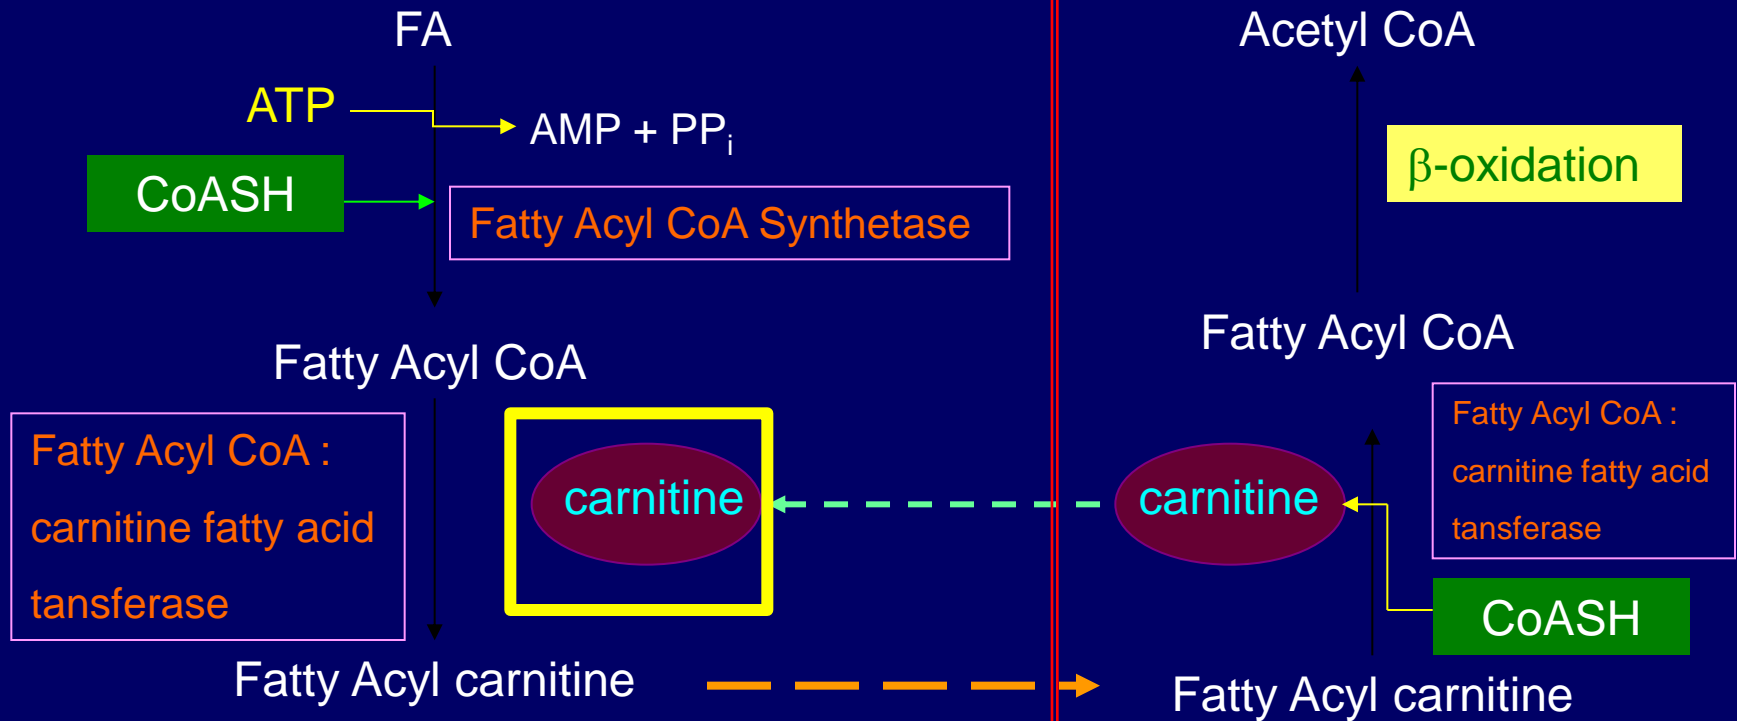 FA
ATP
AMP + PPi
CoASH
Fatty Acyl CoA Synthetase
Fatty Acyl CoA
Fatty Acyl CoA :
carnitine fatty acid
tansferase
carnitine
Fatty Acyl carnitine
Acetyl CoA
β-oxidation
Fatty Acyl CoA
Fatty Acyl CoA :
carnitine fatty acid
tansferase
carnitine
CoASH
Fatty Acyl carnitine